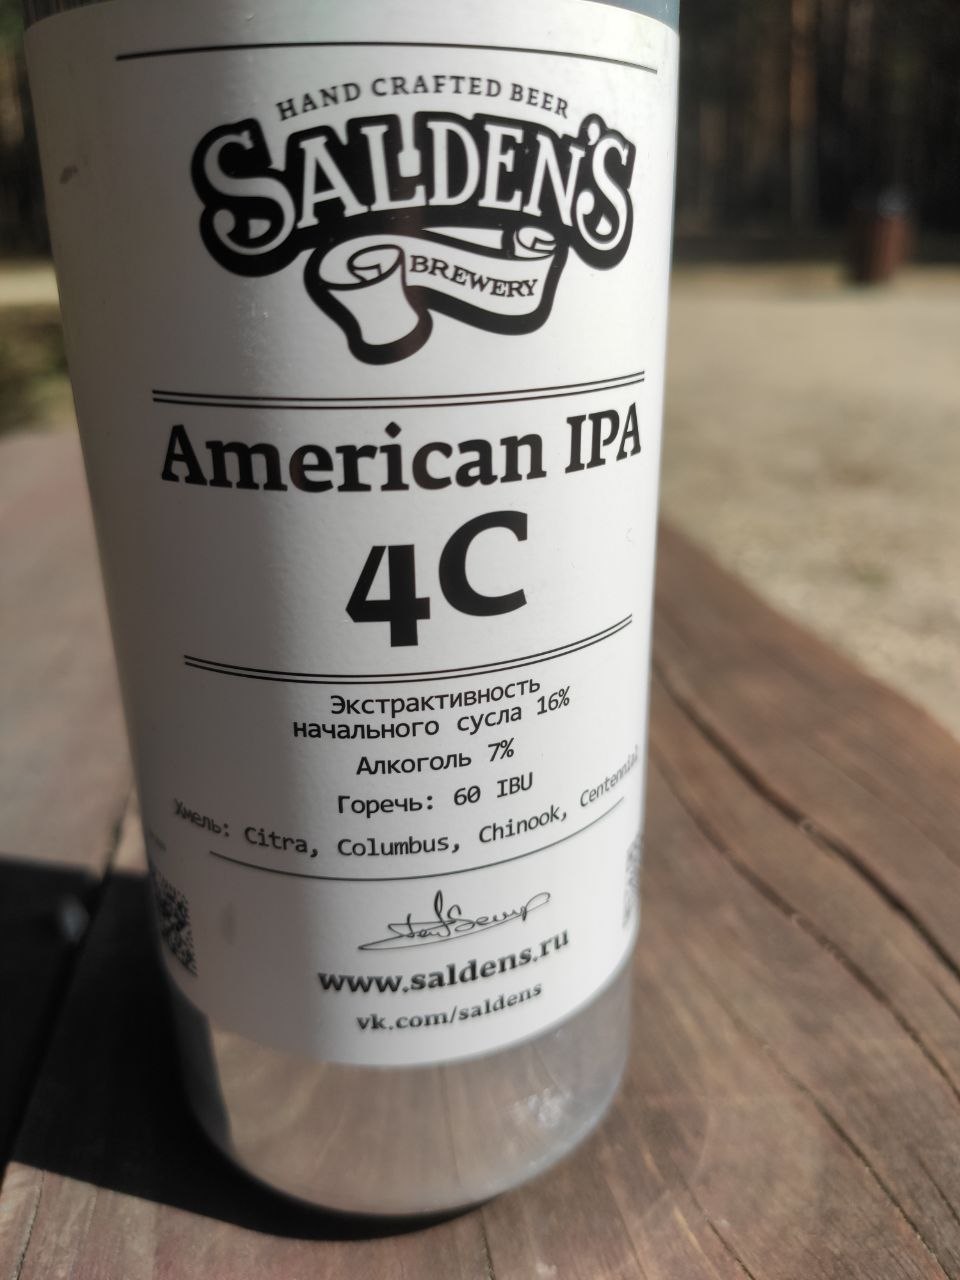 HAND CRAFTED BEER
SALDEN'S
BREWERY
American IPA
4C
Экстрактивность
начального сусла 16%
Алкоголь 7%
Горечь: 60 IBU
Хмель: Citra, Columbus, Chinook, Centennial
www.saldens.ru
vk.com/saldens